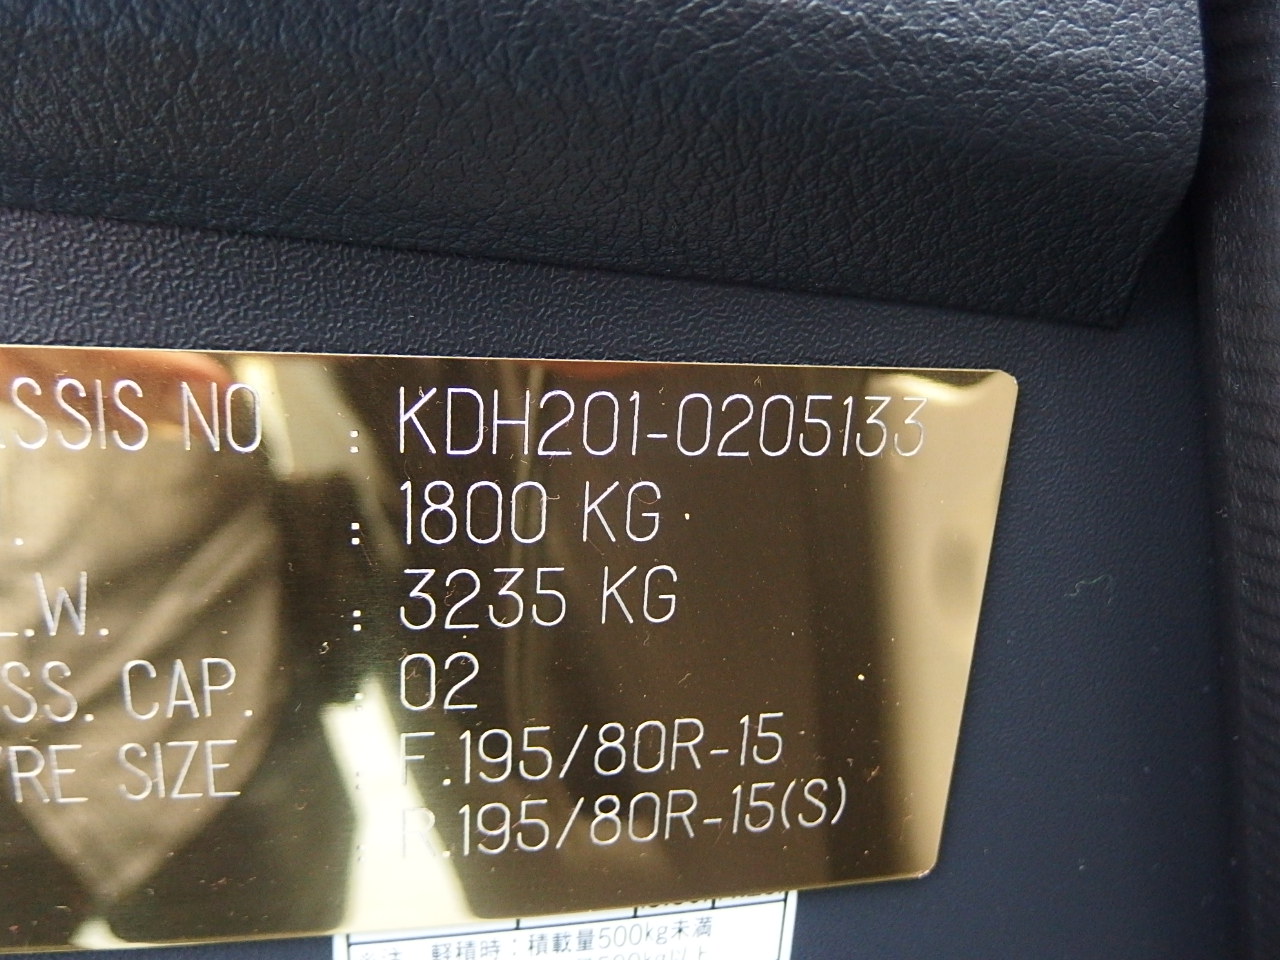 SSIS NO : KDH201-0205133
. : 1800 KG
.W. : 3235 KG
SS. CAP. : 02
RE SIZE : F.195/80R-15
: R.195/80R-15(S)
軽積時：積載量500kg未満